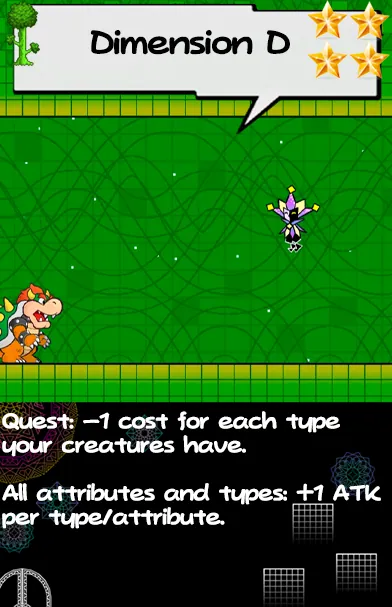 Dimension D
Quest: -1 cost for each type
your creatures have.
All attributes and types: +1 ATK
per type/attribute.